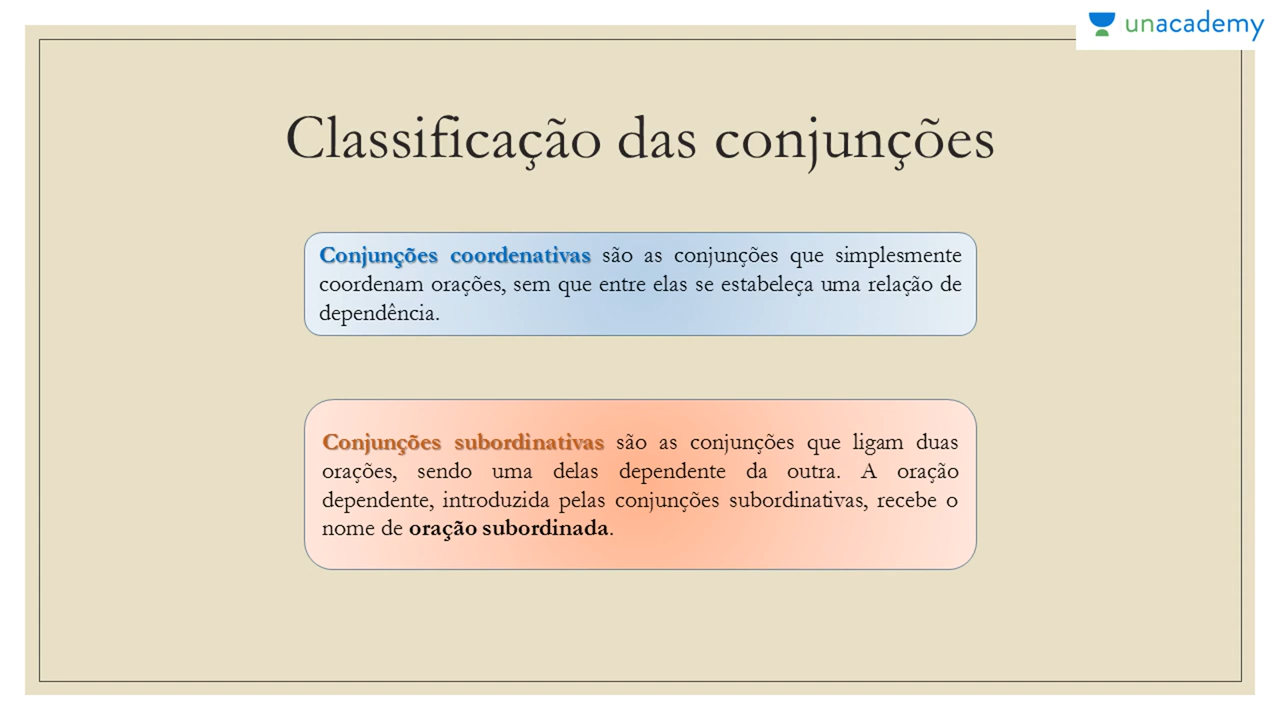 unacademy
Classificação das conjunções
Conjunções coordenativas são as conjunções que simplesmente
coordenam orações, sem que entre elas se estabeleça uma relação de
dependência.
Conjunções subordinativas são as conjunções que ligam duas
orações, sendo uma delas dependente da outra. A oração
dependente, introduzida pelas conjunções subordinativas, recebe o
nome de oração subordinada.